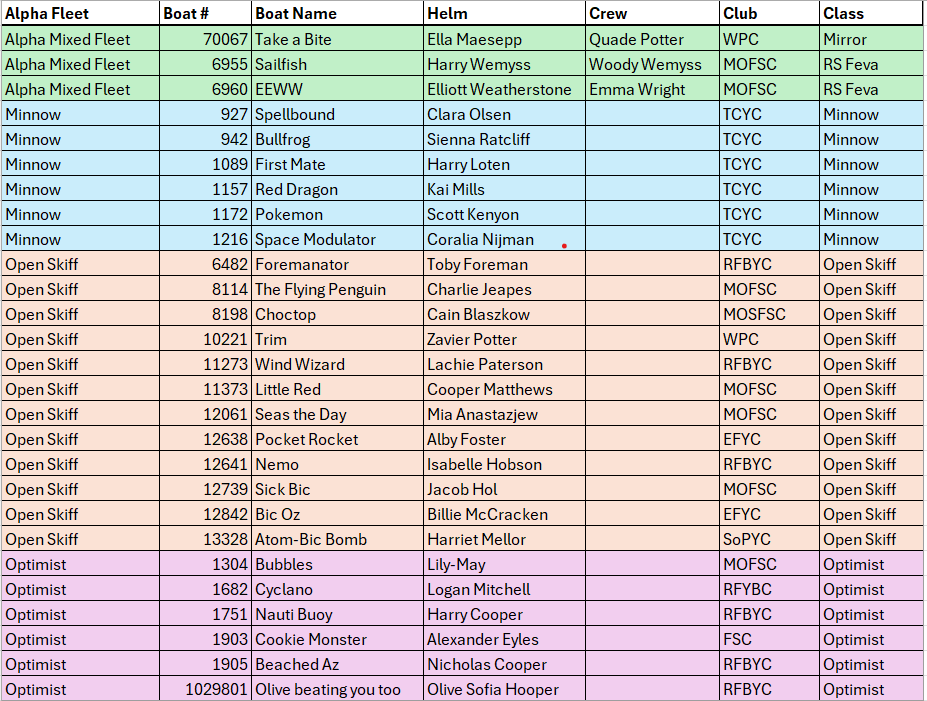 Alpha Fleet Boat # Boat Name Helm Crew Club Class
Alpha Mixed Fleet 70067 Take a Bite Ella Maesepp Quade Potter WPC Mirror
Alpha Mixed Fleet 6955 Sailfish Harry Wemyss Woody Wemyss MOFSC RS Feva
Alpha Mixed Fleet 6960 EEWW Elliott Weatherstone Emma Wright MOFSC RS Feva
Minnow 927 Spellbound Clara Olsen TCYC Minnow
Minnow 942 Bullfrog Sienna Ratcliff TCYC Minnow
Minnow 1089 First Mate Harry Loten TCYC Minnow
Minnow 1157 Red Dragon Kai Mills TCYC Minnow
Minnow 1172 Pokemon Scott Kenyon TCYC Minnow
Minnow 1216 Space Modulator Coralia Nijman TCYC Minnow
Open Skiff 6482 Foremanator Toby Foreman RFBYC Open Skiff
Open Skiff 8114 The Flying Penguin Charlie Jeapes MOFSC Open Skiff
Open Skiff 8198 Choctop Cain Blaszkow MOSFSC Open Skiff
Open Skiff 10221 Trim Zavier Potter WPC Open Skiff
Open Skiff 11273 Wind Wizard Lachie Paterson RFBYC Open Skiff
Open Skiff 11373 Little Red Cooper Matthews MOFSC Open Skiff
Open Skiff 12061 Seas the Day Mia Anastazjew MOFSC Open Skiff
Open Skiff 12638 Pocket Rocket Alby Foster EFYC Open Skiff
Open Skiff 12641 Nemo Isabelle Hobson RFBYC Open Skiff
Open Skiff 12739 Sick Bic Jacob Hol MOFSC Open Skiff
Open Skiff 12842 Bic Oz Billie McCracken EFYC Open Skiff
Open Skiff 13328 Atom-Bic Bomb Harriet Mellor SoPYC Open Skiff
Optimist 1304 Bubbles Lily-May MOFSC Optimist
Optimist 1682 Cyclano Logan Mitchell RFYBC Optimist
Optimist 1751 Nauti Buoy Harry Cooper RFBYC Optimist
Optimist 1903 Cookie Monster Alexander Eyles FSC Optimist
Optimist 1905 Beached Az Nicholas Cooper RFBYC Optimist
Optimist 1029801 Olive beating you too Olive Sofia Hooper RFBYC Optimist